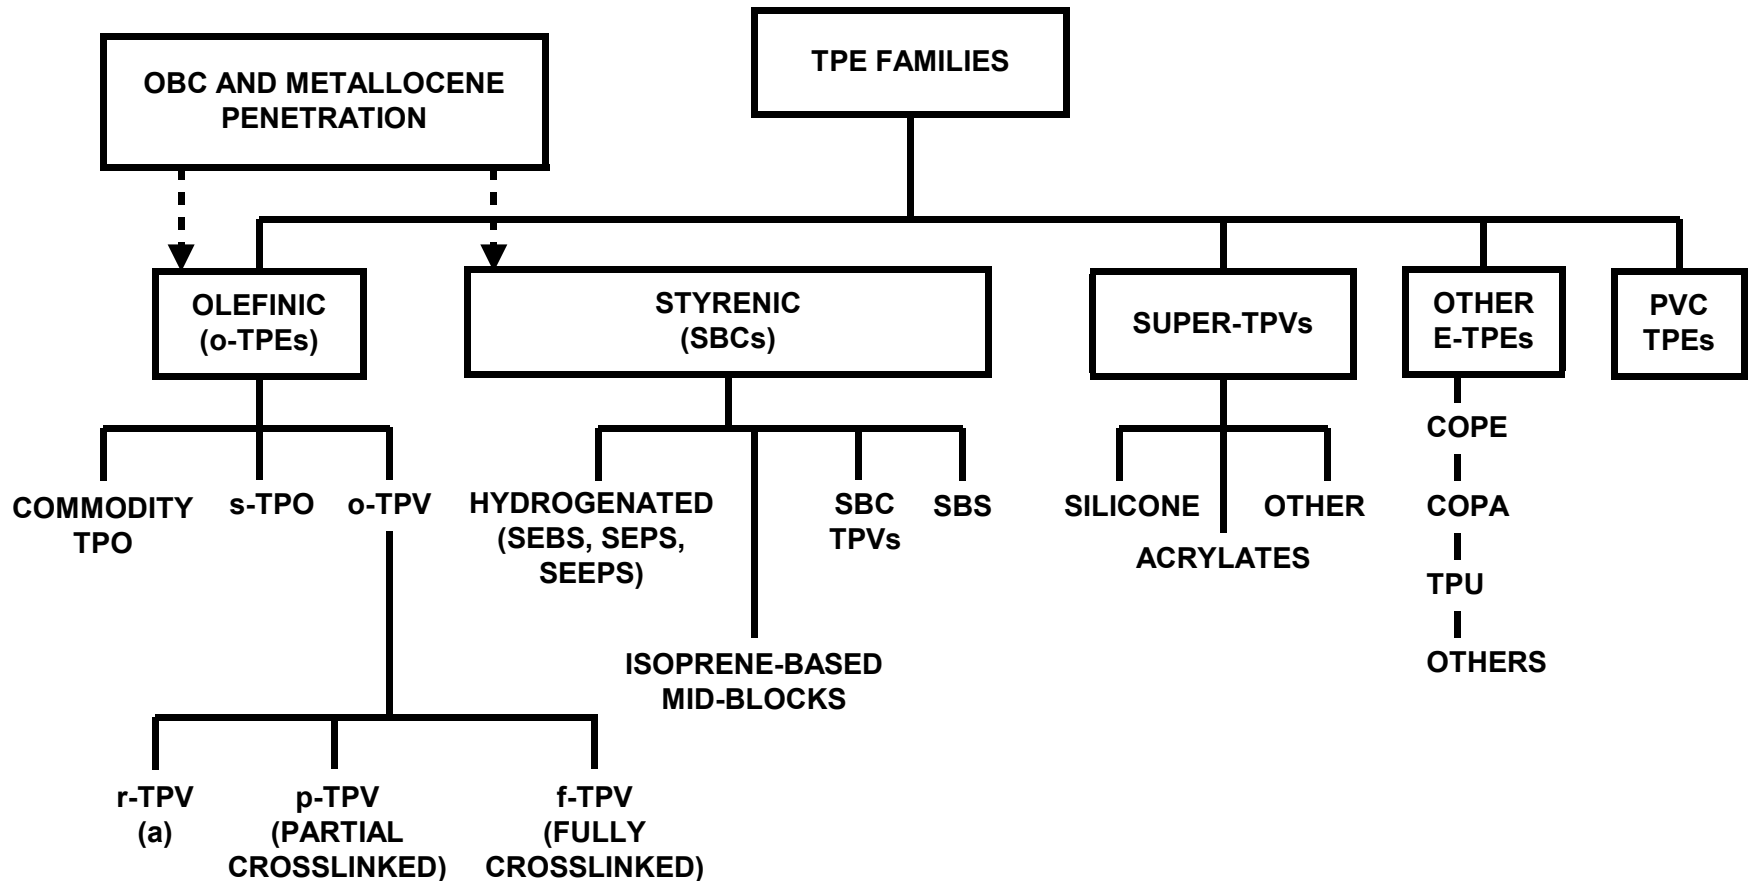 TPE FAMILIES
OBC AND METALLOCENE
PENETRATION
OLEFINIC
(o-TPEs)
STYRENIC
(SBCs)
SUPER-TPVs
OTHER
E-TPEs
PVC
TPEs
COMMODITY
TPO
s-TPO
o-TPV
HYDROGENATED
(SEBS, SEPS,
SEEPS)
ISOPRENE-BASED
MID-BLOCKS
SBC
TPVs
SBS
SILICONE
ACRYLATES
OTHER
COPE
COPA
TPU
OTHERS
r-TPV
(a)
p-TPV
(PARTIAL
CROSSLINKED)
f-TPV
(FULLY
CROSSLINKED)